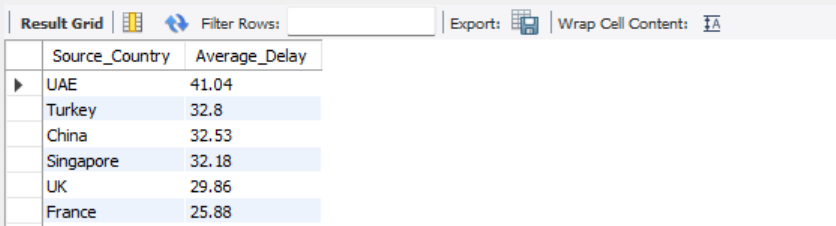 Result Grid Filter Rows: Export: Wrap Cell Content: IA
Source_Country Average_Delay
UAE 41.04
Turkey 32.8
China 32.53
Singapore 32.18
UK 29.86
France 25.88